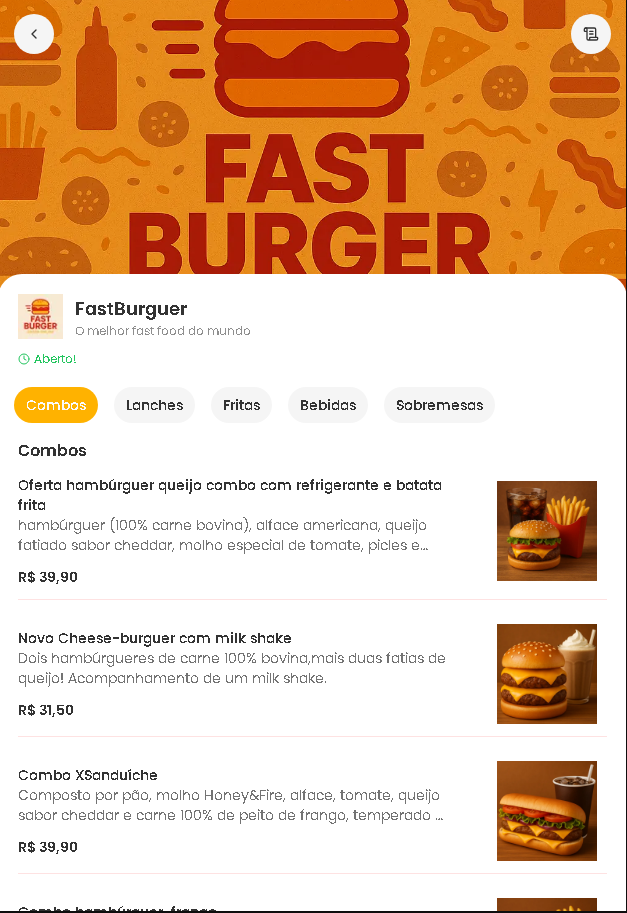 FAST
BURGER
FAST
BURGER
FastBurguer
O melhor fast food do mundo
Aberto!
Combos
Lanches
Fritas
Bebidas
Sobremesas
Combos
Oferta hambúrguer queijo combo com refrigerante e batata
frita
hambúrguer (100% carne bovina), alface americana, queijo
fatiado sabor cheddar, molho especial de tomate, picles e...
R$ 39,90
Novo Cheese-burguer com milk shake
Dois hambúrgueres de carne 100% bovina,mais duas fatias de
queijo! Acompanhamento de um milk shake.
R$ 31,50
Combo XSanduíche
Composto por pão, molho Honey&Fire, alface, tomate, queijo
sabor cheddar e carne 100% de peito de frango, temperado ...
R$ 39,90
Combo hambúrguer frango